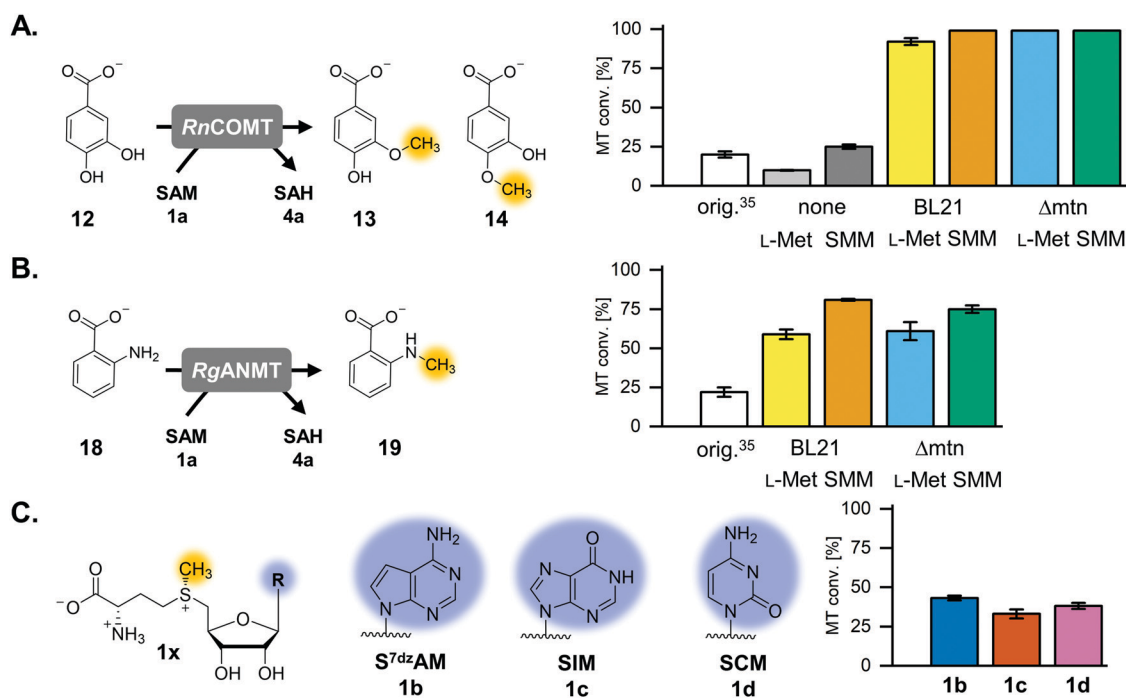 A.
O O⁻
OH
OH
12
RnCOMT
SAM
1a
SAH
4a
O O⁻
O CH₃
OH
13
O O⁻
OH
O CH₃
14
MT conv. [%]
100
75
50
25
0
orig.³⁵ none BL21 Δmtn
L-Met SMM L-Met SMM L-Met SMM
B.
O O⁻
NH₂
18
RgANMT
SAM
1a
SAH
4a
O O⁻
H
N CH₃
19
MT conv. [%]
100
75
50
25
0
orig.³⁵ BL21 Δmtn
L-Met SMM L-Met SMM
C.
CH₃
R
O
⁻O
S
+
O
+
NH₃
OH OH
1x
NH₂
N
N
N
S⁷ᵈᶻAM
1b
O
N
NH
N
N
SIM
1c
NH₂
N
N
O
SCM
1d
MT conv. [%]
100
75
50
25
0
1b 1c 1d